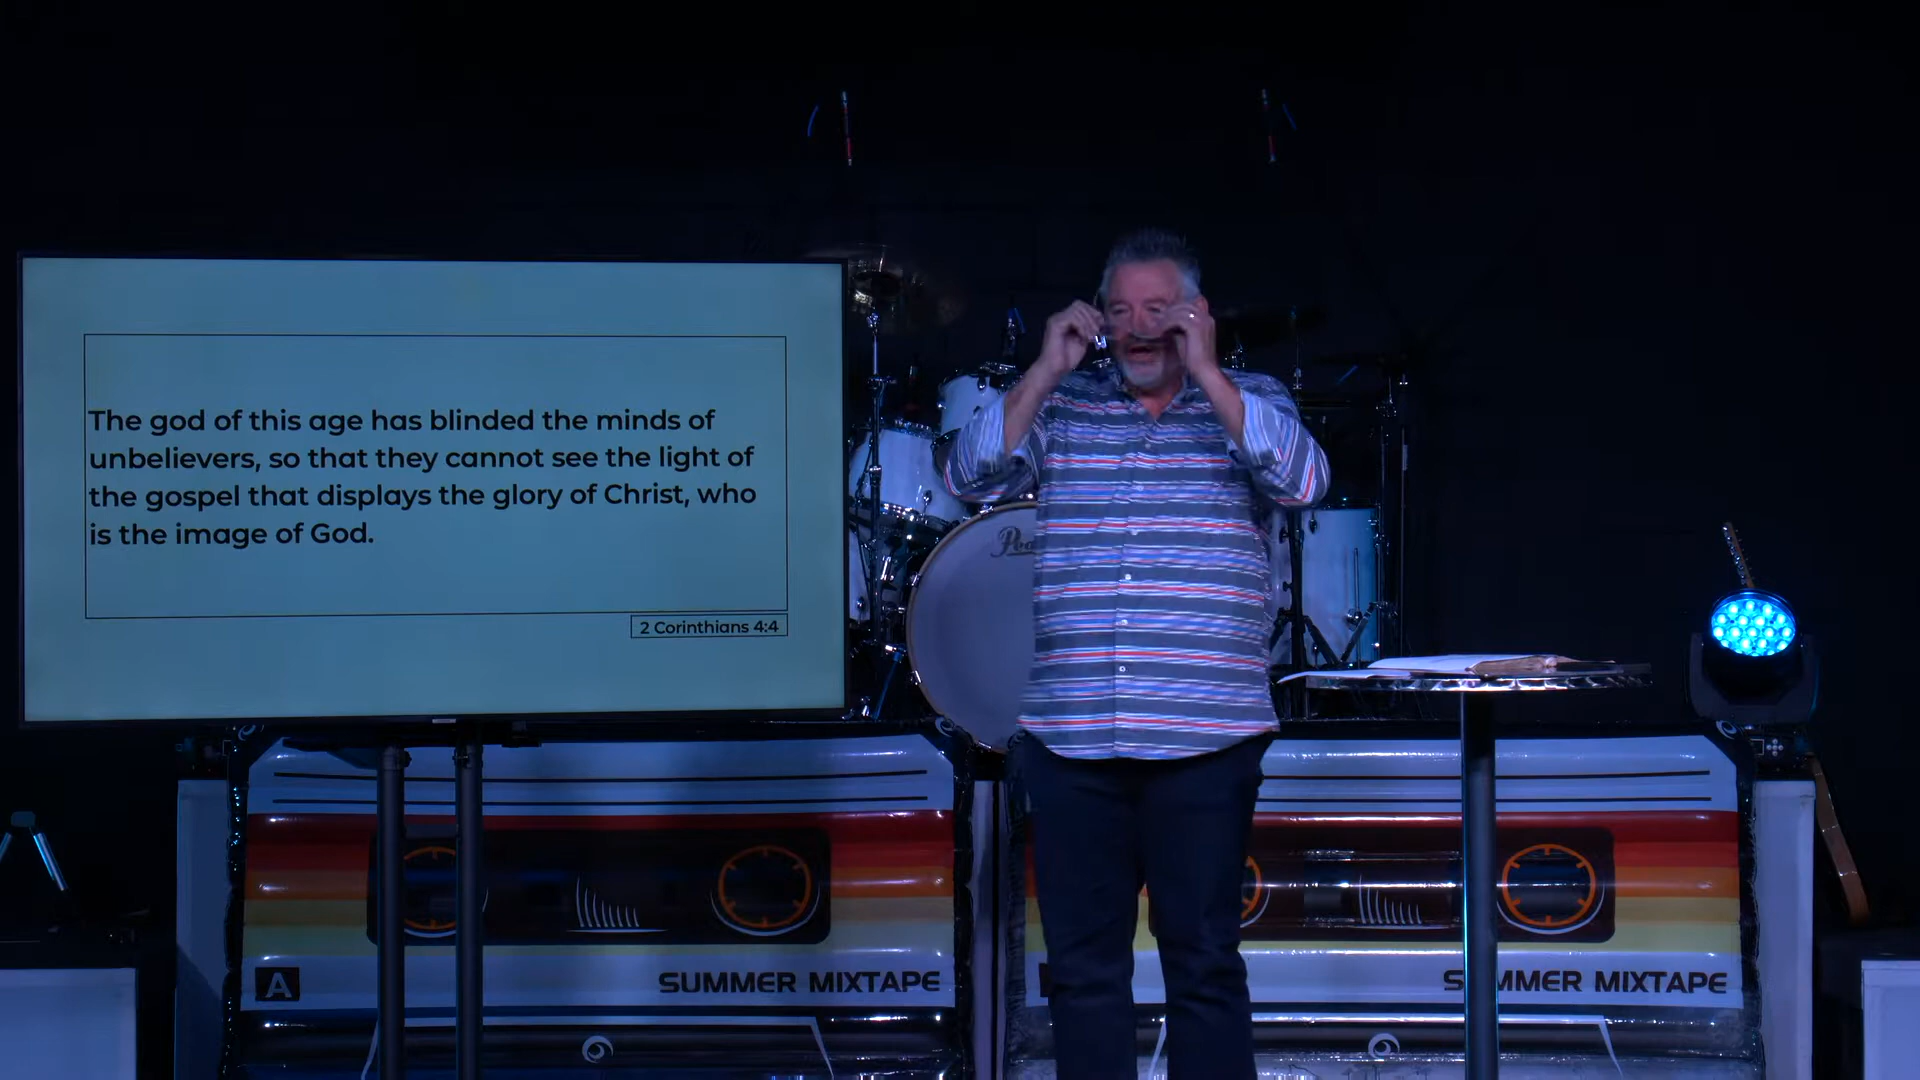 The god of this age has blinded the minds of
unbelievers, so that they cannot see the light of
the gospel that displays the glory of Christ, who
is the image of God.
2 Corinthians 4:4
A
SUMMER MIXTAPE
MIXTAPE